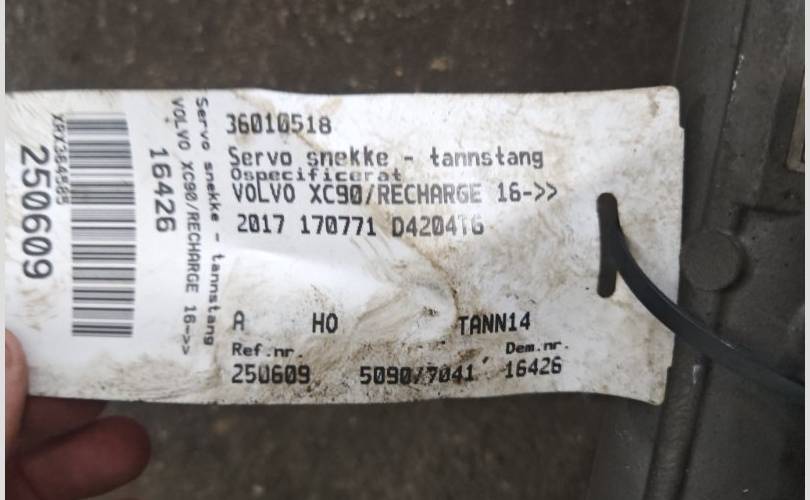 36010518
Servo snekke - tannstang
Ospecificerat
VOLVO XC90/RECHARGE 16->>
2017 170771 D4204T6
A HO TANN14
Ref.nr. Dem.nr.
250609 5090/7041 16426
Servo snekke - tannstang
VOLVO XC90/RECHARGE 16->>
16426
250609